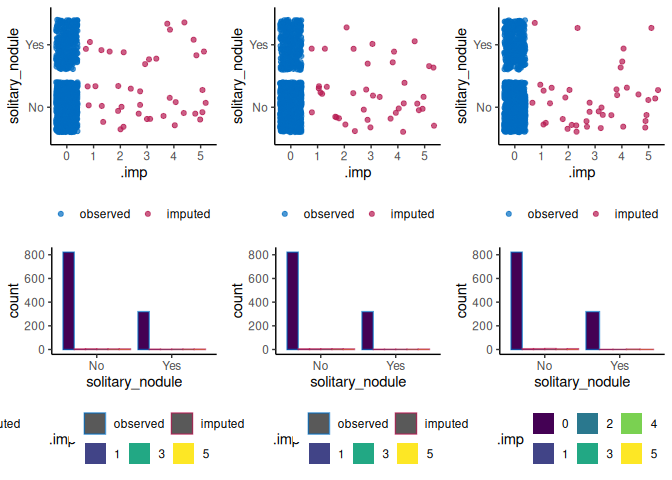 Yes
No
solitary_nodule
0 1 2 3 4 5
.imp
observed imputed
Yes
No
solitary_nodule
0 1 2 3 4 5
.imp
observed imputed
Yes
No
solitary_nodule
0 1 2 3 4 5
.imp
observed imputed
800
600
400
200
0
count
No Yes
solitary_nodule
800
600
400
200
0
count
No Yes
solitary_nodule
800
600
400
200
0
count
No Yes
solitary_nodule
observed imputed
.imp
1 3 5
observed imputed
.imp
1 3 5
.imp
0 2 4
1 3 5